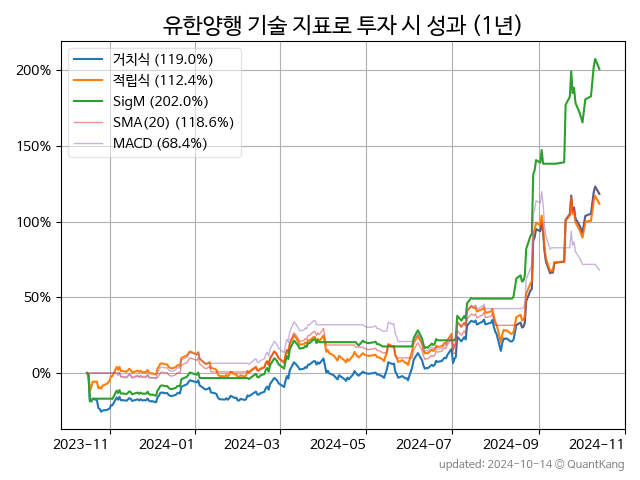 유한양행 기술 지표로 투자 시 성과 (1년)
거치식 (119.0%)
적립식 (112.4%)
SigM (202.0%)
SMA(20) (118.6%)
MACD (68.4%)
200%
150%
100%
50%
0%
2023-11 2024-01 2024-03 2024-05 2024-07 2024-09 2024-11
updated: 2024-10-14 @ QuantKang